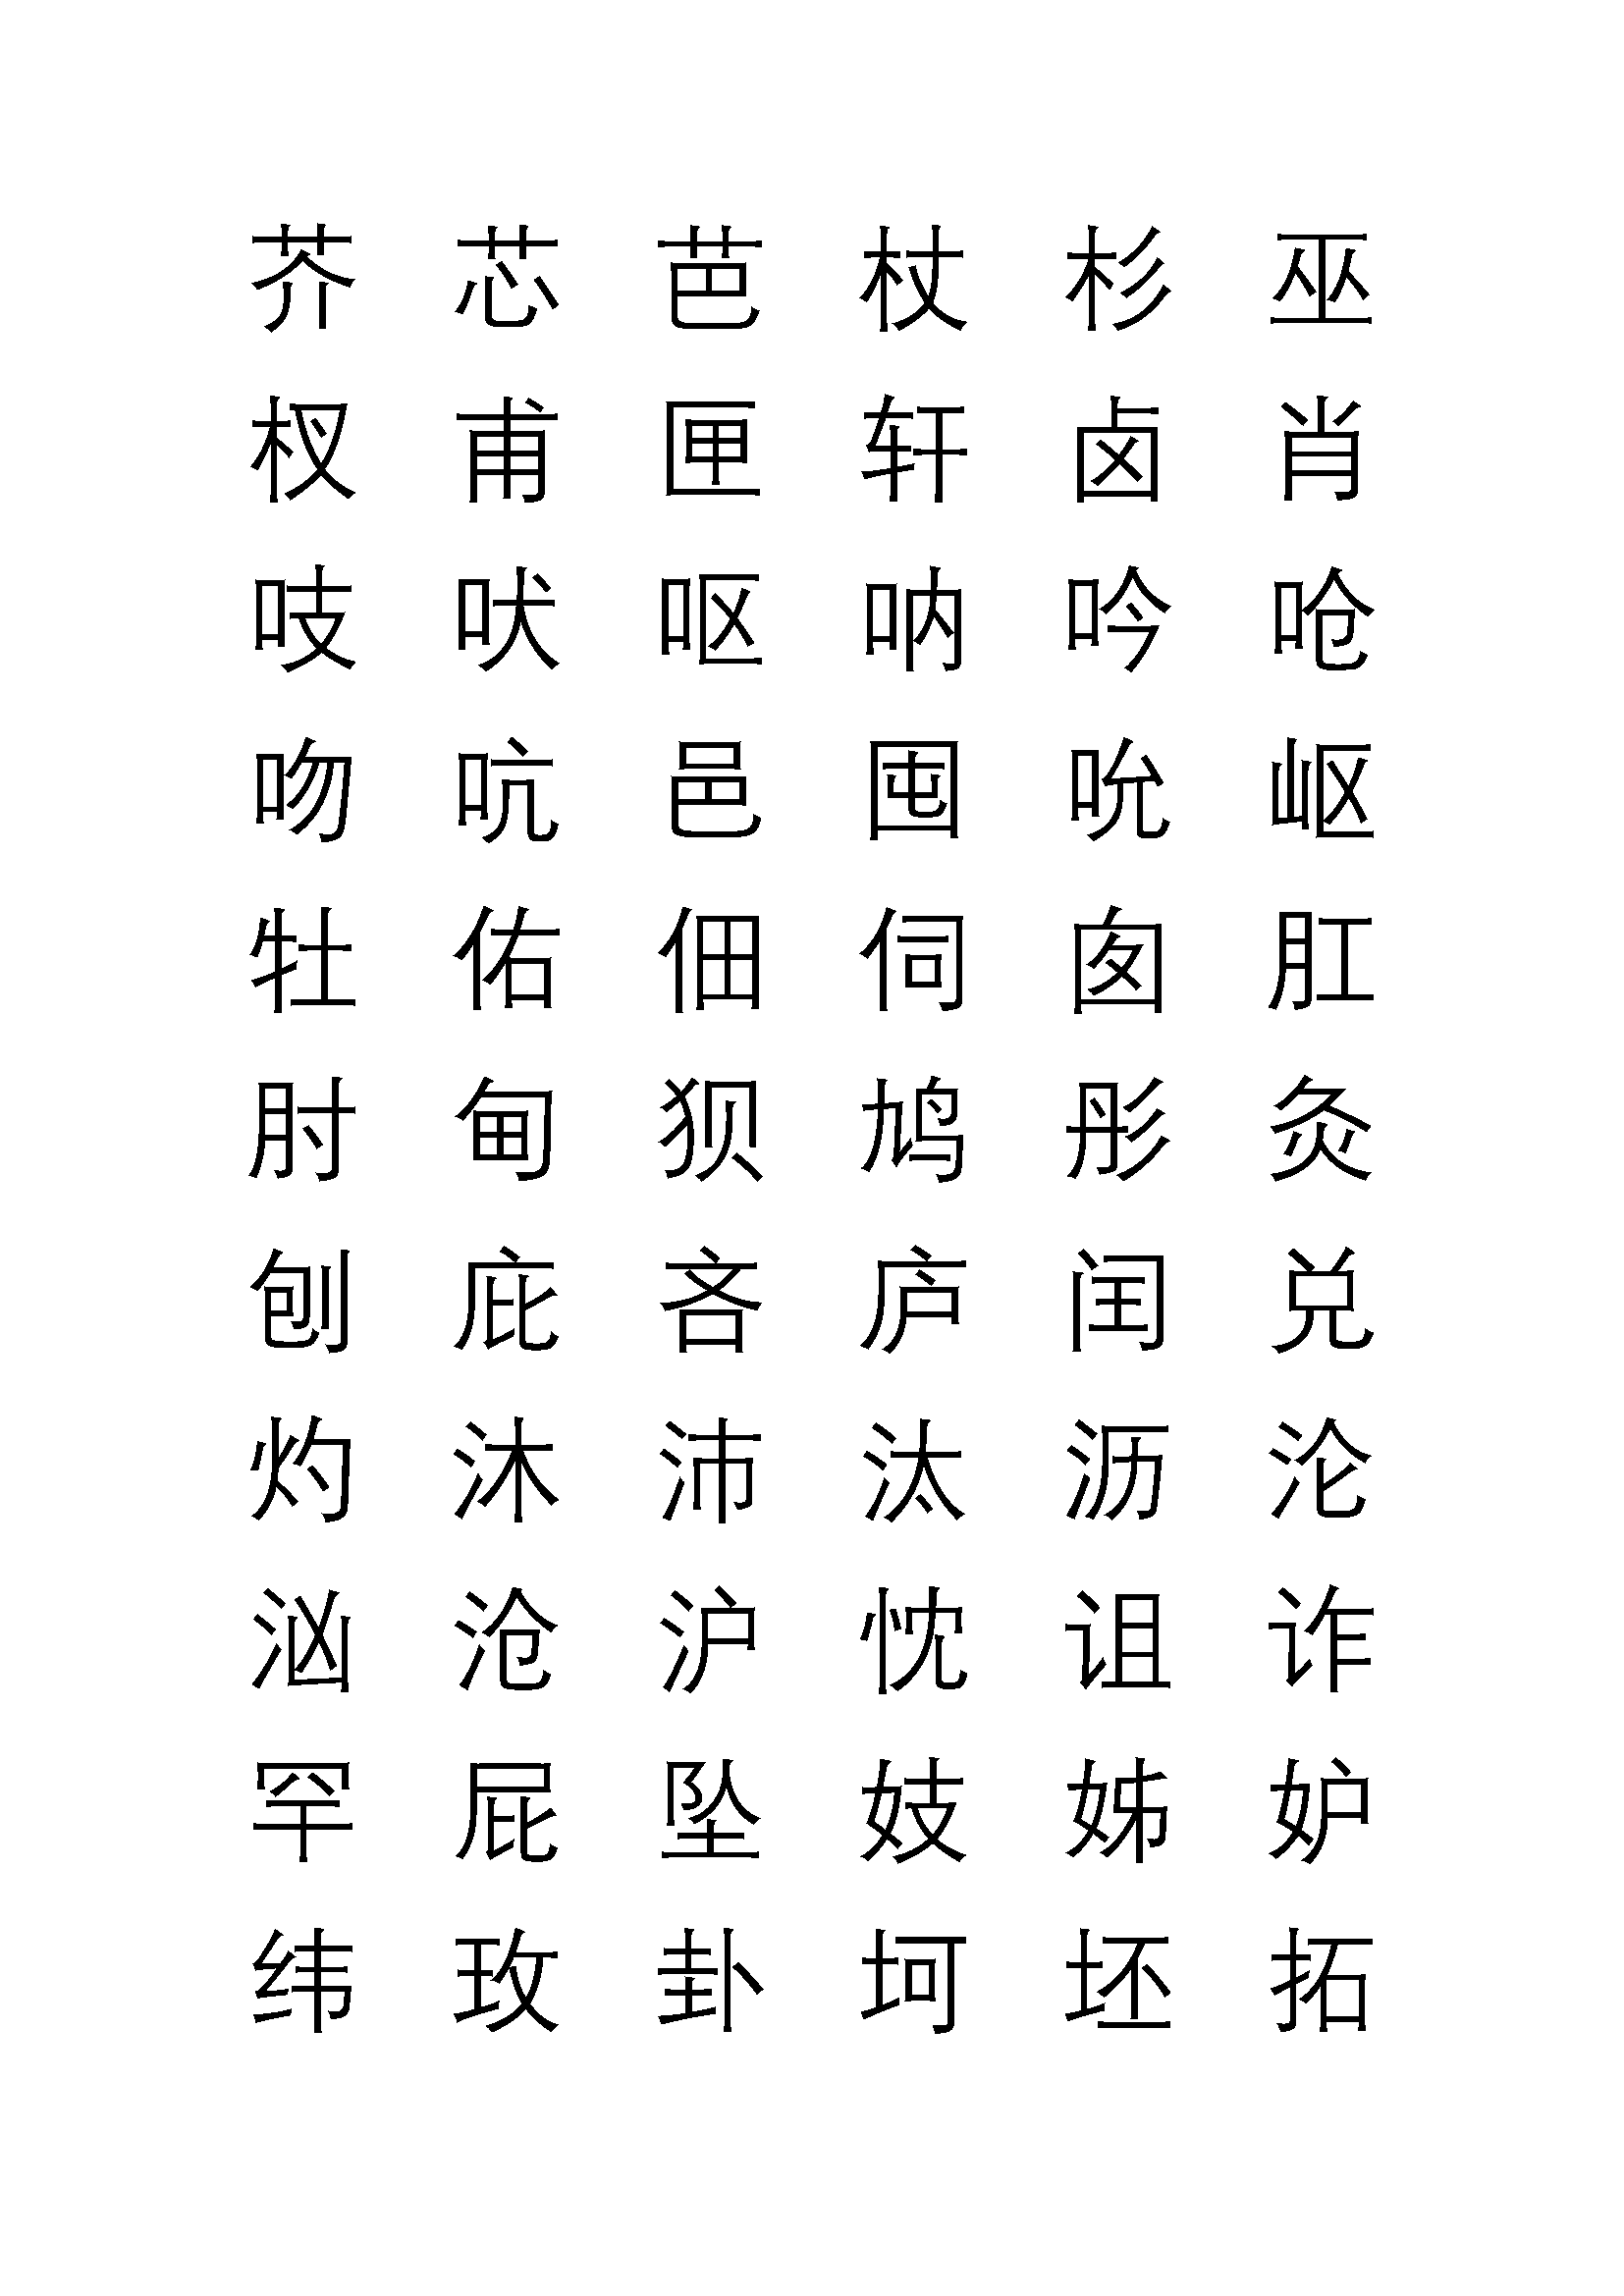 芥 芯 芭 杖 杉 巫
杈 甫 匣 轩 卤 肖
吱 吠 呕 呐 吟 呛
吻 吭 邑 囤 吮 岖
牡 佑 佃 伺 囱 肛
肘 甸 狈 鸠 彤 灸
刨 庇 吝 庐 闰 兑
灼 沐 沛 汰 沥 沦
汹 沧 沪 忱 诅 诈
罕 屁 坠 妓 姊 妒
纬 玫 卦 坷 坯 拓